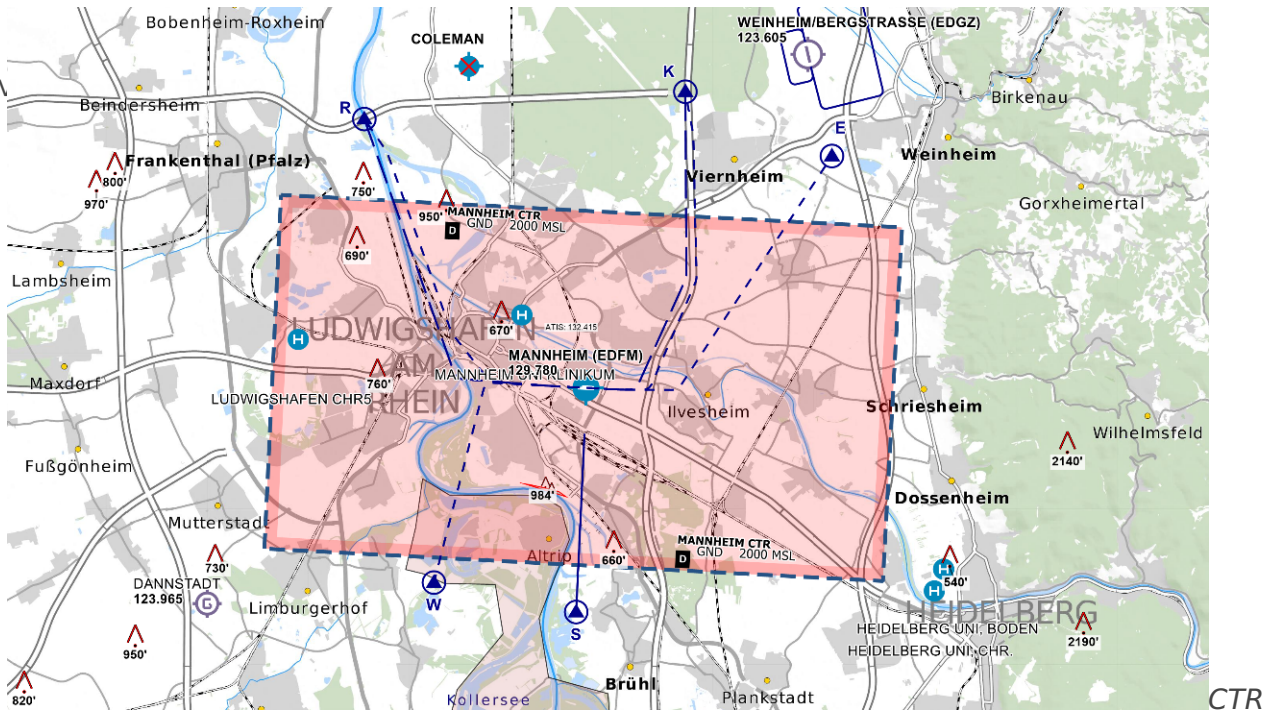 Bobenheim-Roxheim
WEINHEIM/BERGSTRASSE (EDGZ)
123.605
COLEMAN
K
Birkenau
Beindersheim
R
E
Frankenthal (Pfalz)
Weinheim
800'
Viernheim
750'
970'
Gorxheimertal
950'
MANNHEIM CTR
D
GND 2000 MSL
690'
Lambsheim
H
670'
ATIS: 132.415
LUDWIGSHAFEN
H
MANNHEIM (EDFM)
129.780
AM
MANNHEIM UNI KLINIKUM
760'
Maxdorf
LUDWIGSHAFEN CHR5
RHEIN
Ilvesheim
Schriesheim
Wilhelmsfeld
2140'
Fußgönheim
984'
Dossenheim
Mutterstadt
MANNHEIM CTR
D
GND 2000 MSL
Altrip
660'
730'
H
540'
DANNSTADT
123.965
G
W
H
Limburgerhof
S
HEIDELBERG
2190'
HEIDELBERG UNI, BODEN
950'
HEIDELBERG UNI, CHR.
Brühl
820'
Kollersee
Plankstadt
CTR